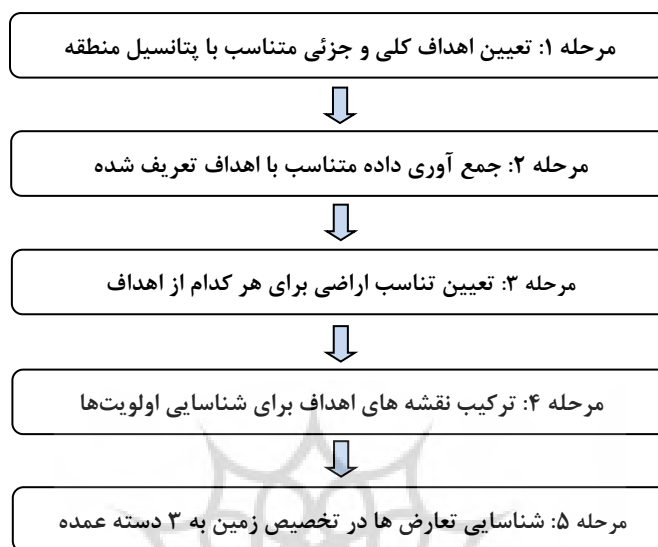 مرحله ۱: تعیین اهداف کلی و جزئی متناسب با پتانسیل منطقه
مرحله ۲: جمع آوری داده متناسب با اهداف تعریف شده
مرحله ۳: تعیین تناسب اراضی برای هر کدام از اهداف
مرحله ۴: ترکیب نقشه های اهداف برای شناسایی اولویت‌ها
مرحله ۵: شناسایی تعارض ها در تخصیص زمین به ۳ دسته عمده